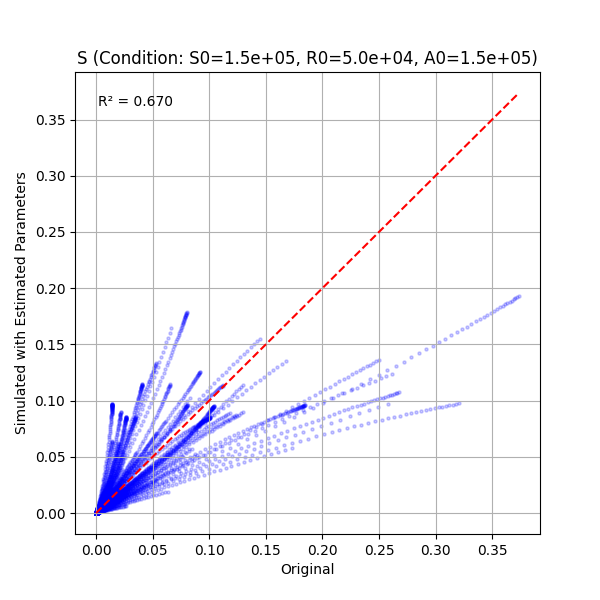 S (Condition: S0=1.5e+05, R0=5.0e+04, A0=1.5e+05)
R² = 0.670
0.35
0.30
0.25
0.20
0.15
0.10
0.05
0.00
Simulated with Estimated Parameters
0.00 0.05 0.10 0.15 0.20 0.25 0.30 0.35
Original